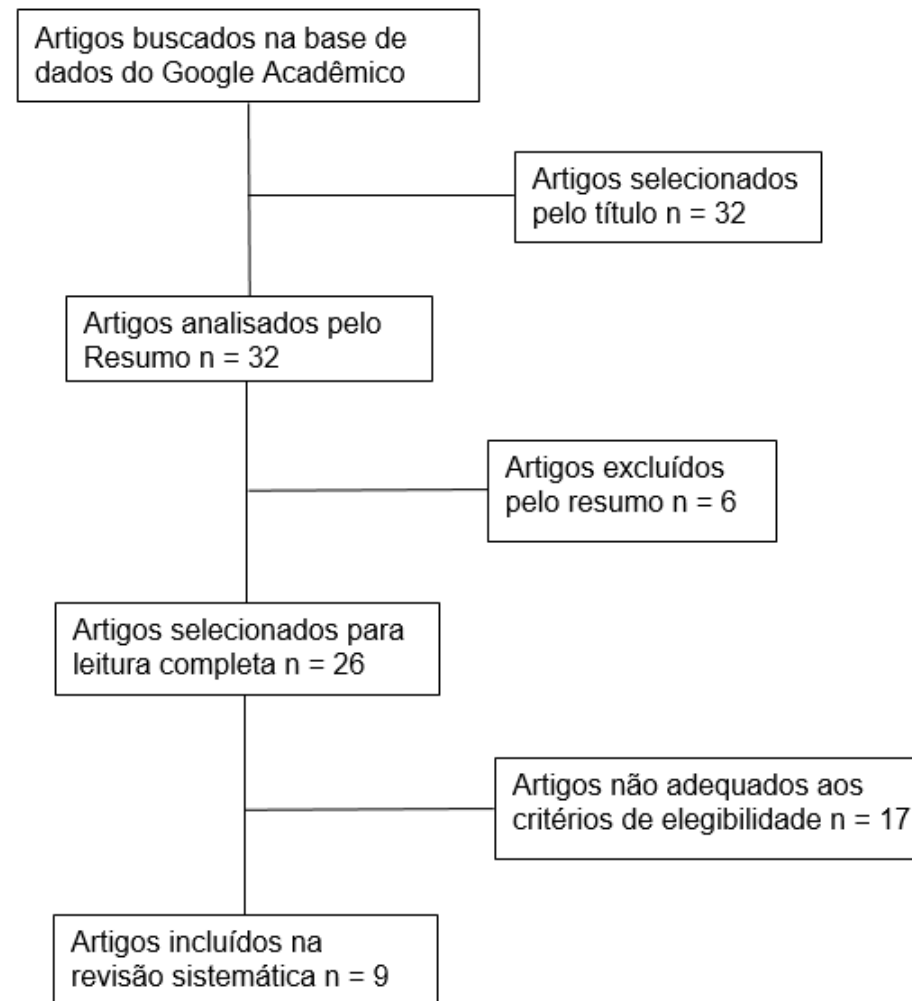 Artigos buscados na base de
dados do Google Acadêmico
Artigos selecionados
pelo título n = 32
Artigos analisados pelo
Resumo n = 32
Artigos excluídos
pelo resumo n = 6
Artigos selecionados para
leitura completa n = 26
Artigos não adequados aos
critérios de elegibilidade n = 17
Artigos incluídos na
revisão sistemática n = 9